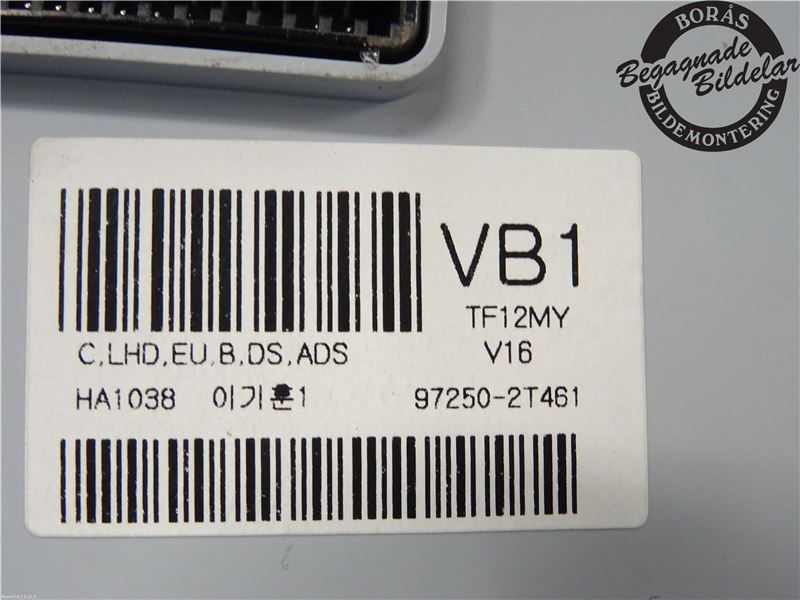 BORÅS
Begagnade
Bildelar
BILDEMONTERING
VB1
TF12MY
C,LHD,EU,B,DS,ADS
V16
HA1038 이기훈1 97250-2T461